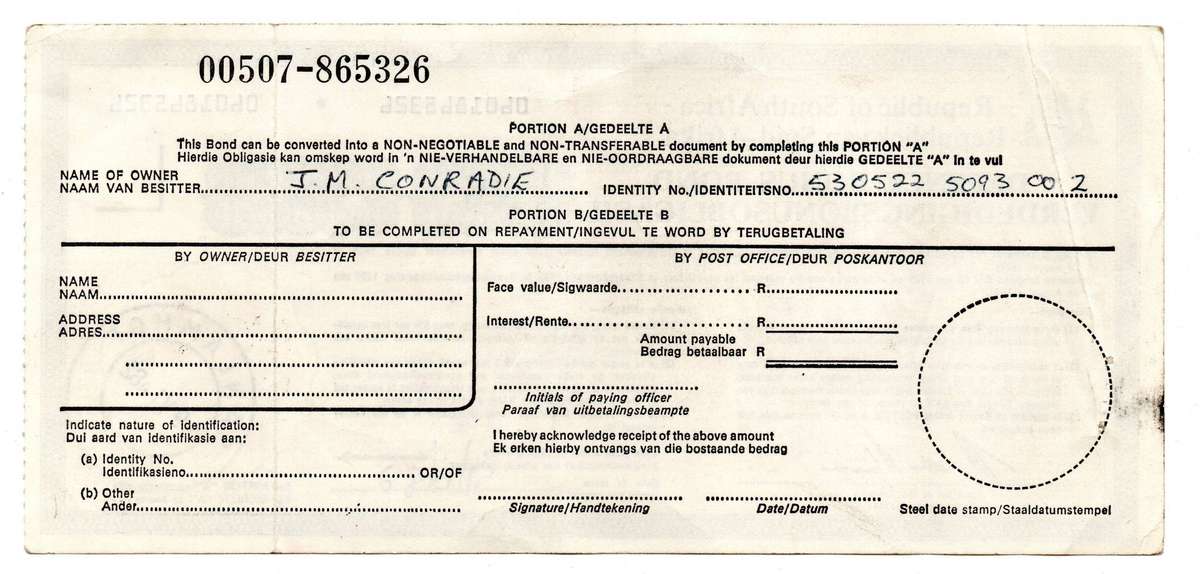 00507-865326
PORTION A/GEDEELTE A
This Bond can be converted into a NON-NEGOTIABLE and NON-TRANSFERABLE document by completing this PORTION "A"
Hierdie Obligasie kan omskep word in 'n NIE-VERHANDELBARE en NIE-OORDRAAGBARE dokument deur hierdie GEDEELTE "A" in te vul
NAME OF OWNER
NAAM VAN BESITTER J.M. CONRADIE IDENTITY No./IDENTITEITSNO. 530522 5093 00 2
PORTION B/GEDEELTE B
TO BE COMPLETED ON REPAYMENT/INGEVUL TE WORD BY TERUGBETALING
BY OWNER/DEUR BESITTER
NAME
NAAM
ADDRESS
ADRES
Indicate nature of identification:
Dui aard van identifikasie aan:
(a) Identity No.
Identifikasieno. OR/OF
(b) Other
Ander
BY POST OFFICE/DEUR POSKANTOOR
Face value/Sigwaarde R
Interest/Rente R
Amount payable
Bedrag betaalbaar R
Initials of paying officer
Paraaf van uitbetalingsbeampte
I hereby acknowledge receipt of the above amount
Ek erken hierby ontvangs van die bostaande bedrag
Signature/Handtekening Date/Datum Steel date stamp/Staaldatumstempel